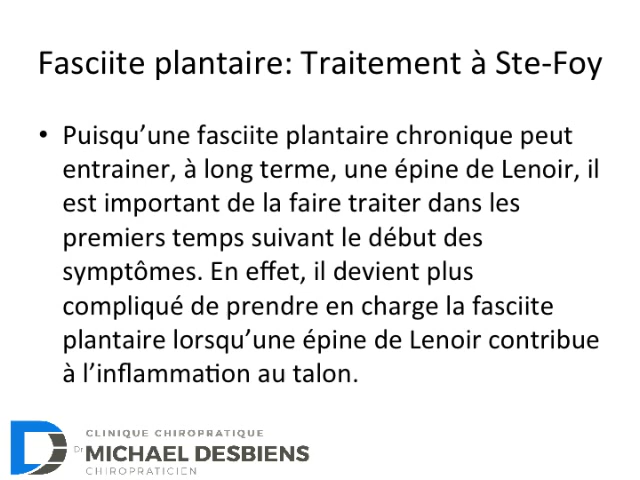 Fasciite plantaire: Traitement à Ste-Foy
• Puisqu’une fasciite plantaire chronique peut
entrainer, à long terme, une épine de Lenoir, il
est important de la faire traiter dans les
premiers temps suivant le début des
symptômes. En effet, il devient plus
compliqué de prendre en charge la fasciite
plantaire lorsqu’une épine de Lenoir contribue
à l’inflammation au talon.
CLINIQUE CHIROPRATIQUE
Dr MICHAEL DESBIENS
CHIROPRATICIEN